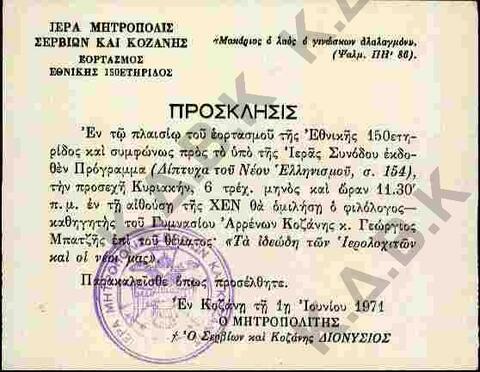 ΙΕΡΑ ΜΗΤΡΟΠΟΛΙΣ
ΣΕΡΒΙΩΝ ΚΑΙ ΚΟΖΑΝΗΣ
ΕΟΡΤΑΣΜΟΣ
ΕΘΝΙΚΗΣ 150ΕΤΗΡΙΔΟΣ
«Μακάριος ὁ λαὸς ὁ γινώσκων ἀλαλαγμόν».
(Ψαλμ. ΠΗ' 86).
ΠΡΟΣΚΛΗΣΙΣ
Ἐν τῷ πλαισίῳ τοῦ ἑορτασμοῦ τῆς Ἐθνικῆς 150ετη-
ρίδος καὶ συμφώνως πρὸς τὸ ὑπὸ τῆς Ἱερᾶς Συνόδου ἐκδο-
θὲν Πρόγραμμα (Δίπτυχα τοῦ Νέου Ἑλληνισμοῦ, σ. 154),
τὴν προσεχῆ Κυριακήν, 6 τρέχ. μηνὸς καὶ ὥραν 11.30'
π. μ. ἐν τῇ αἰθούσῃ τῆς ΧΕΝ θὰ ὁμιλήσῃ ὁ φιλόλογος—
καθηγητὴς τοῦ Γυμνασίου Ἀρρένων Κοζάνης κ. Γεώργιος
Μπατζῆς ἐπὶ τοῦ θέματος· «Τὰ ἰδεώδη τῶν Ἱερολοχιτῶν
καὶ οἱ νέοι μας».
Παρακαλεῖσθε ὅπως προσέλθητε.
Ἐν Κοζάνῃ τῇ 1ῃ Ἰουνίου 1971
Ο ΜΗΤΡΟΠΟΛΙΤΗΣ
† Ὁ Σερβίων καὶ Κοζάνης ΔΙΟΝΥΣΙΟΣ
Κ.Δ.Β.Κ
Κ.Δ.Β.Κ
ΙΕΡΑ ΜΗΤΡΟΠΟΛΙΣ